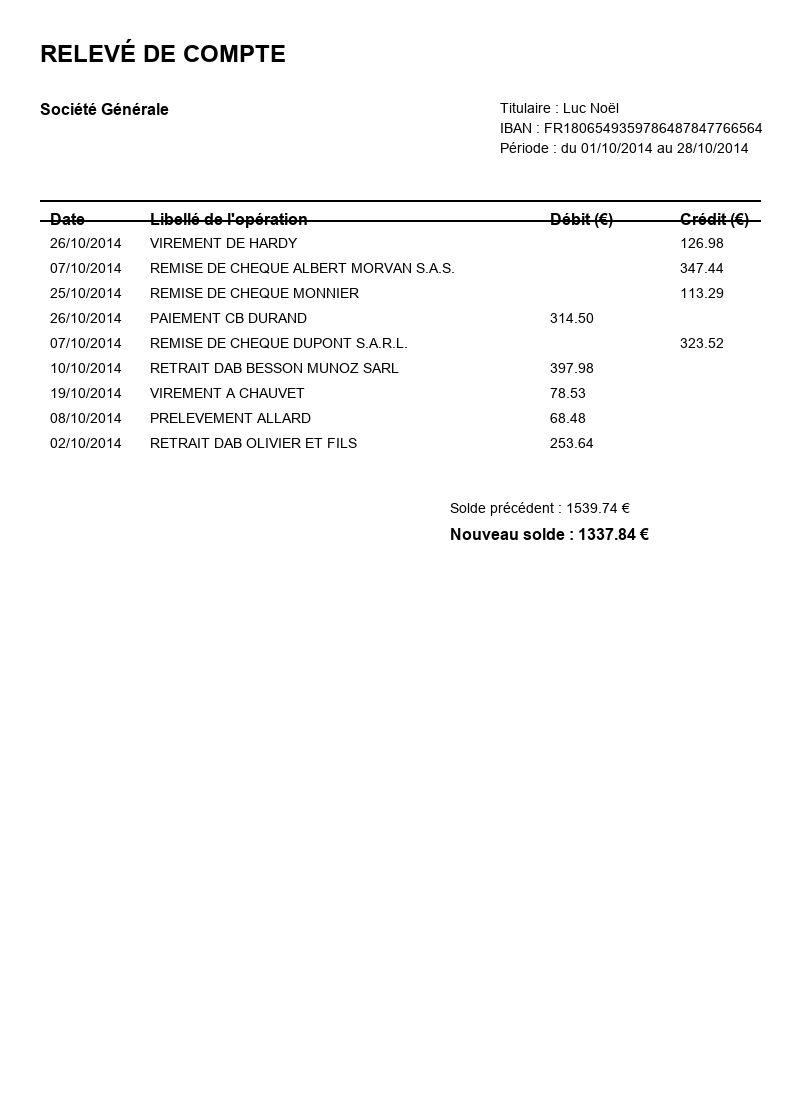 RELEVÉ DE COMPTE
Société Générale
Titulaire : Luc Noël
IBAN : FR1806549359786487847766564
Période : du 01/10/2014 au 28/10/2014
Date Libellé de l'opération Débit (€) Crédit (€)
26/10/2014 VIREMENT DE HARDY 126.98
07/10/2014 REMISE DE CHEQUE ALBERT MORVAN S.A.S. 347.44
25/10/2014 REMISE DE CHEQUE MONNIER 113.29
26/10/2014 PAIEMENT CB DURAND 314.50
07/10/2014 REMISE DE CHEQUE DUPONT S.A.R.L. 323.52
10/10/2014 RETRAIT DAB BESSON MUNOZ SARL 397.98
19/10/2014 VIREMENT A CHAUVET 78.53
08/10/2014 PRELEVEMENT ALLARD 68.48
02/10/2014 RETRAIT DAB OLIVIER ET FILS 253.64
Solde précédent : 1539.74 €
Nouveau solde : 1337.84 €